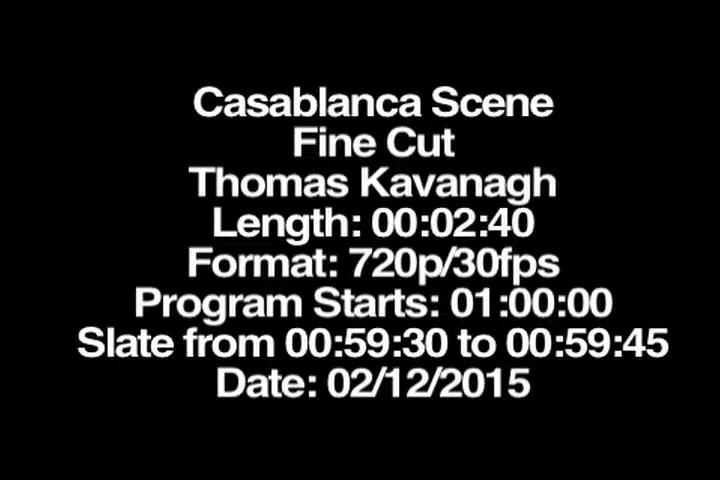 Casablanca Scene
Fine Cut
Thomas Kavanagh
Length: 00:02:40
Format: 720p/30fps
Program Starts: 01:00:00
Slate from 00:59:30 to 00:59:45
Date: 02/12/2015